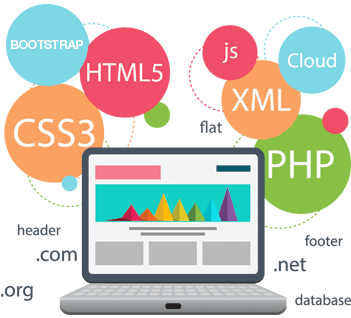 BOOTSTRAP
HTML5
js
Cloud
XML
CSS3
flat
PHP
header
footer
.com
.net
.org
database